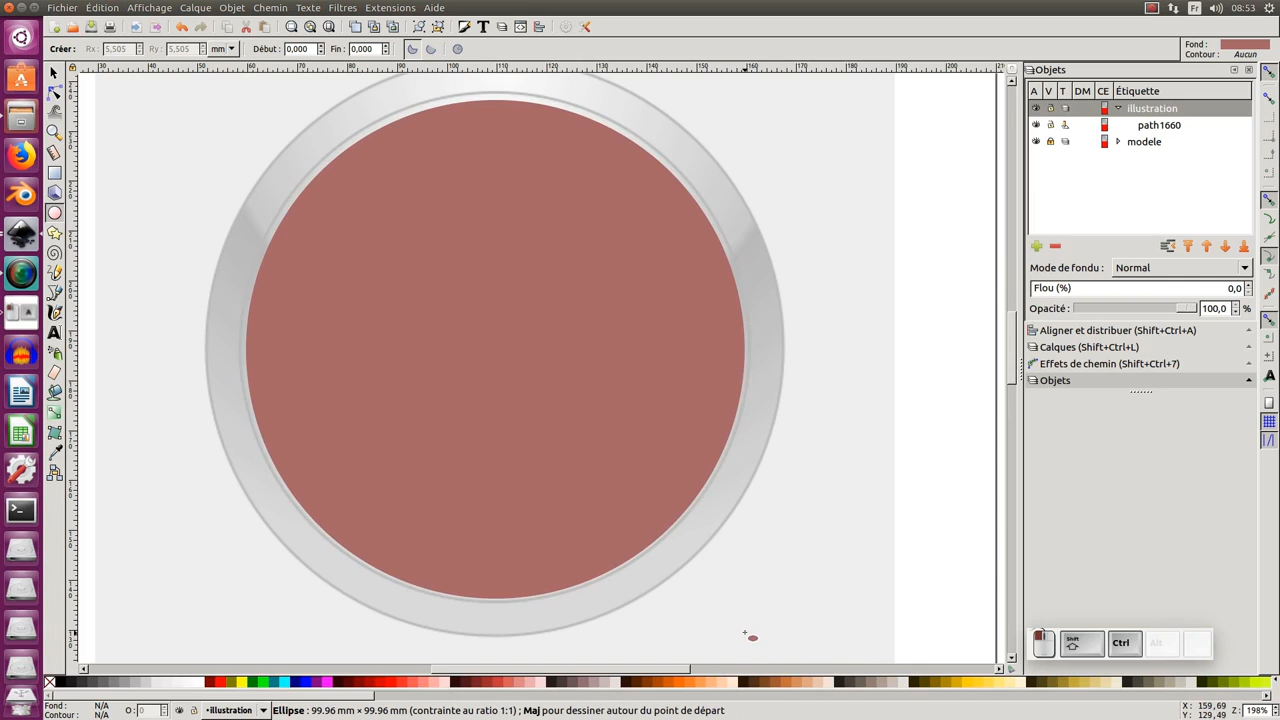 Fichier Édition Affichage Calque Objet Chemin Texte Filtres Extensions Aide Fr 08:53
Créer : Rx : 5,505 Ry : 5,505 mm Début : 0,000 Fin : 0,000 Fond : Contour : Aucun
Objets
A V T DM CE Étiquette
illustration
path1660
modele
Mode de fondu : Normal
Flou (%) 0,0
Opacité : 100,0 %
Aligner et distribuer (Shift+Ctrl+A)
Calques (Shift+Ctrl+L)
Effets de chemin (Shift+Ctrl+7)
Objets
Shift Ctrl Alt
Fond : N/A
Contour : N/A
O : 0
•illustration
Ellipse : 99.96 mm × 99.96 mm (contrainte au ratio 1:1) ; Maj pour dessiner autour du point de départ
X : 159,69
Y : 129,49
Z : 198%